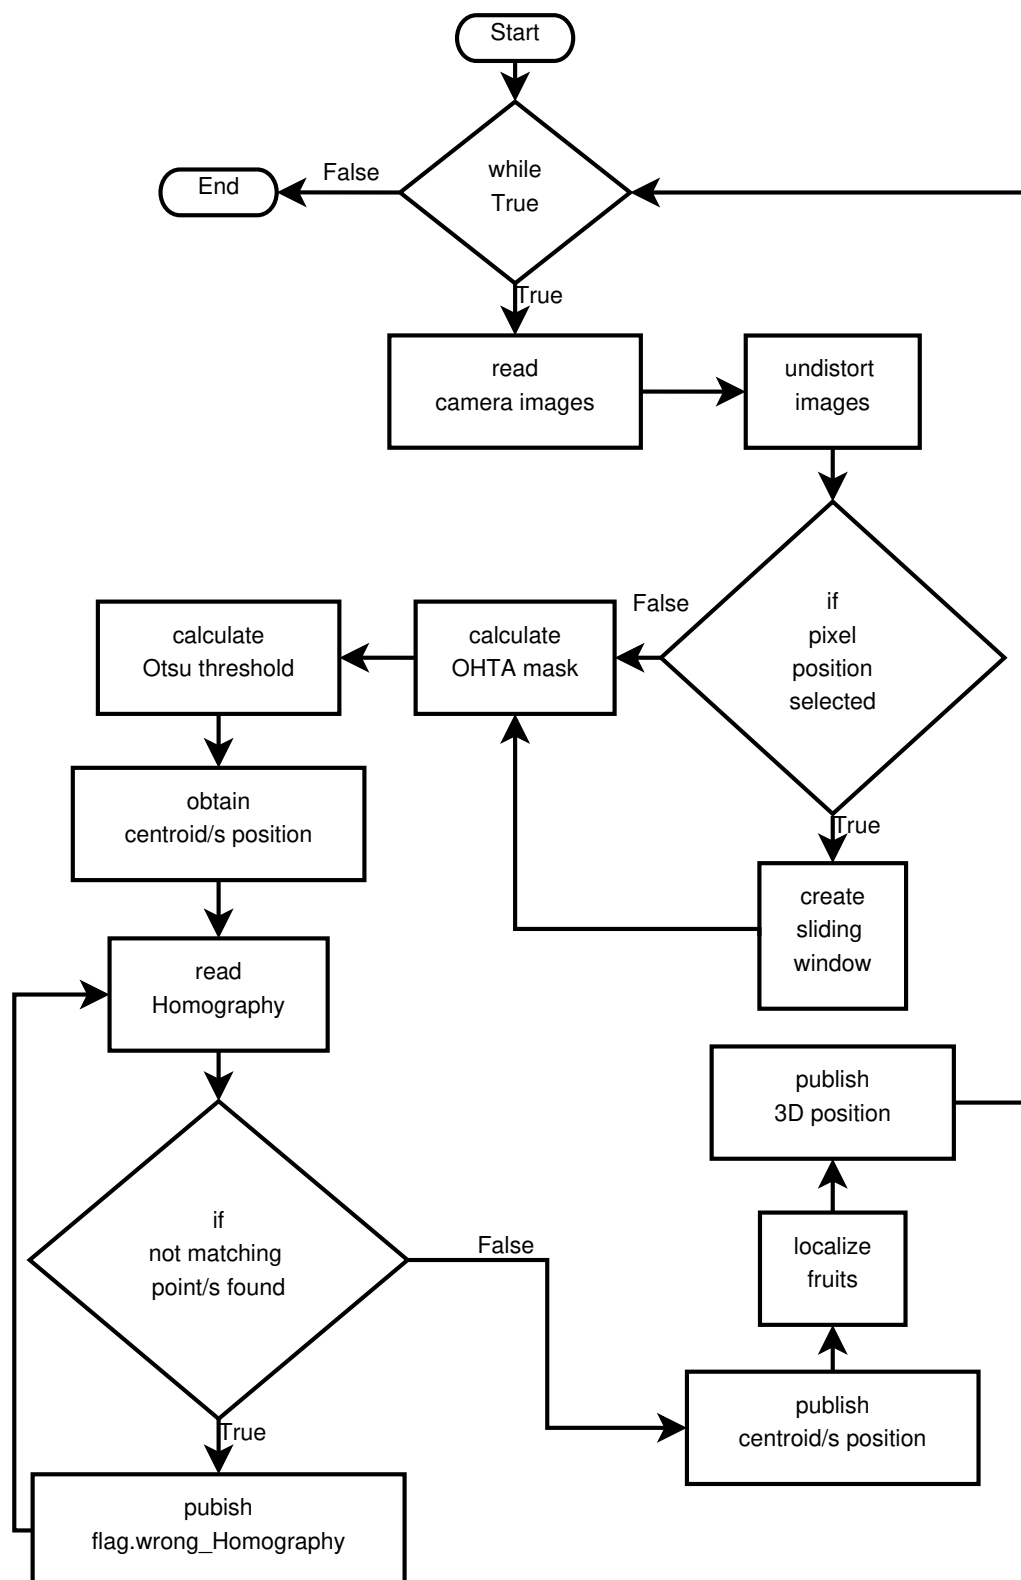 Start
while
True
False
End
True
read
camera images
undistort
images
if
pixel
position
selected
False
calculate
OHTA mask
calculate
Otsu threshold
True
create
sliding
window
obtain
centroid/s position
read
Homography
if
not matching
point/s found
False
True
pubish
flag.wrong_Homography
publish
centroid/s position
localize
fruits
publish
3D position